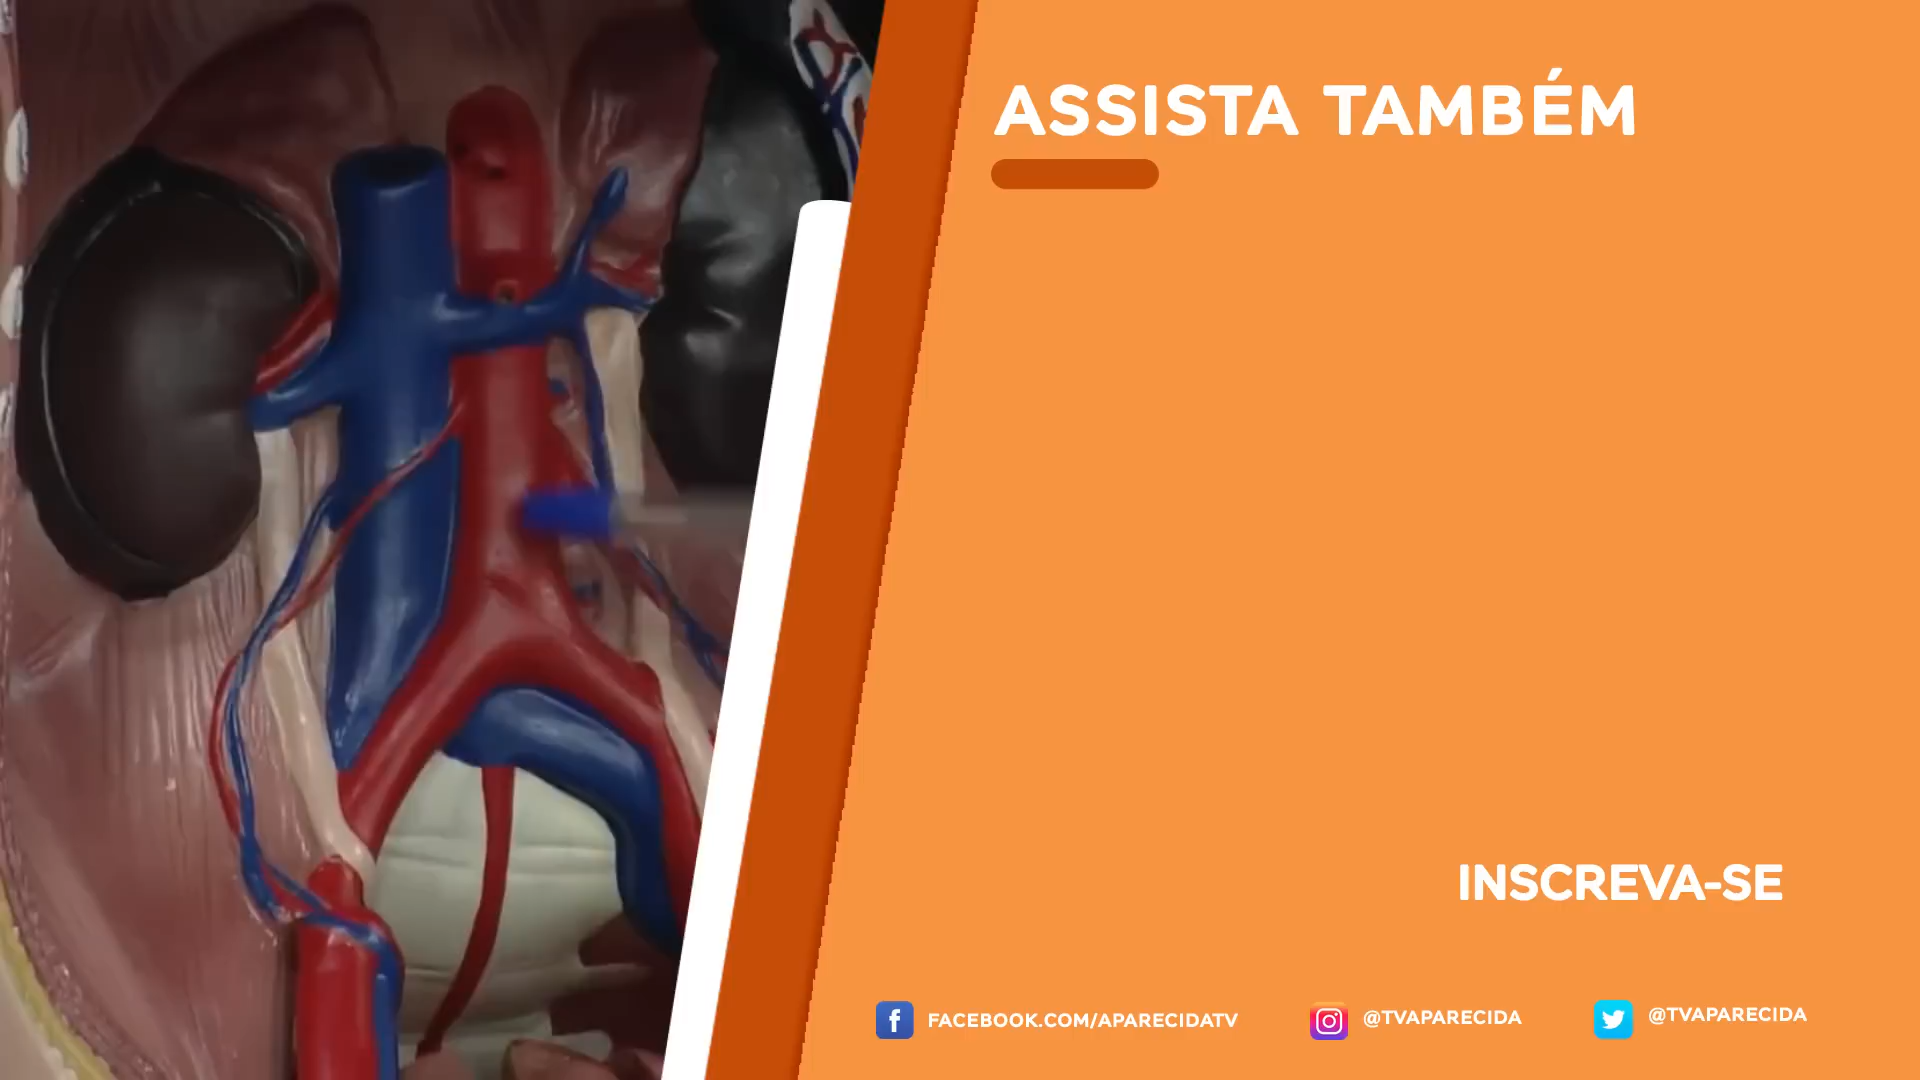 ASSISTA TAMBÉM
INSCREVA-SE
FACEBOOK.COM/APARECIDATV
@TVAPARECIDA
@TVAPARECIDA